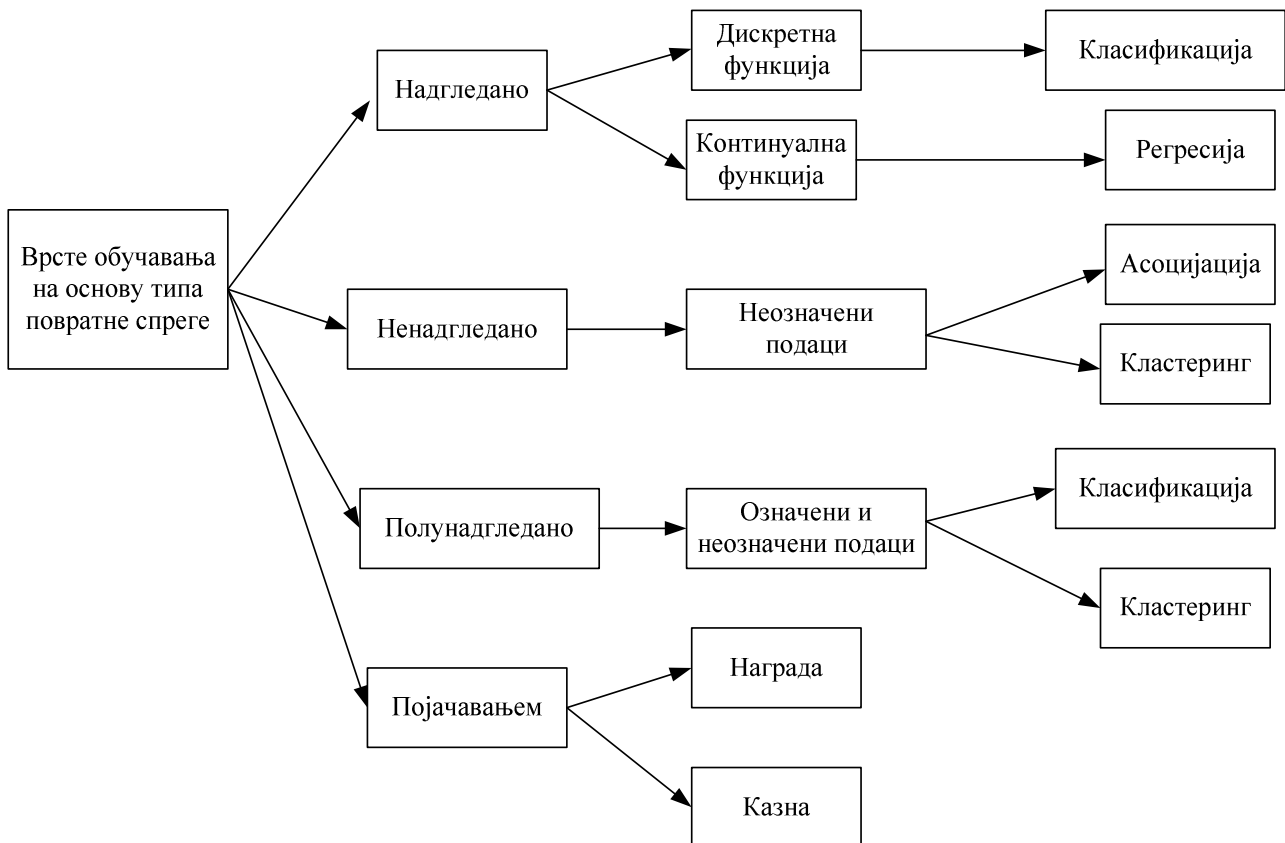 Врсте обучавања
на основу типа
повратне спреге
Надгледано
Дискретна
функција
Класификација
Континуална
функција
Регресија
Ненадгледано
Неозначени
подаци
Асоцијација
Кластеринг
Полунадгледано
Означени и
неозначени подаци
Класификација
Кластеринг
Појачавањем
Награда
Казна